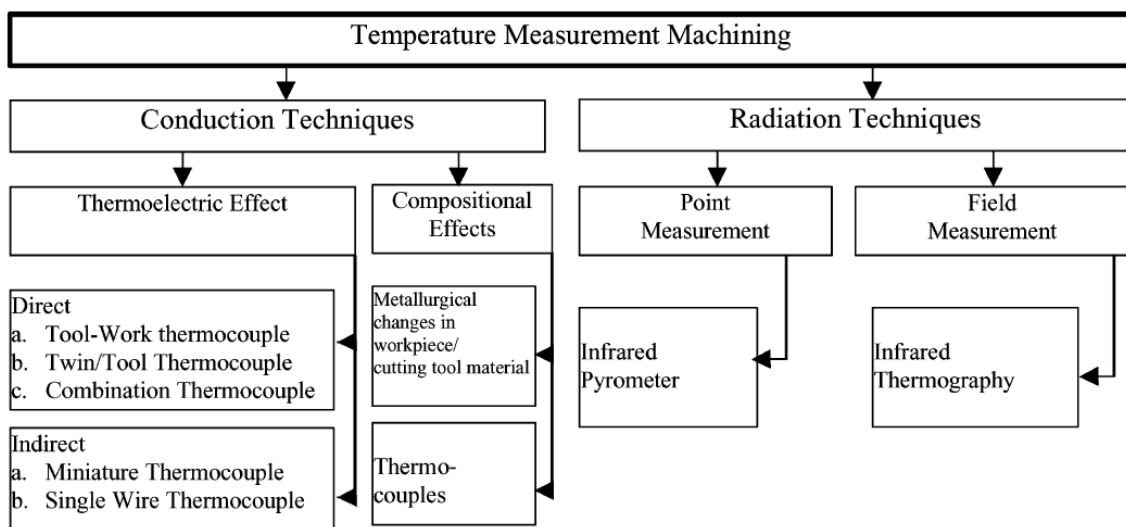 Temperature Measurement Machining
Conduction Techniques
Radiation Techniques
Thermoelectric Effect
Compositional
Effects
Point
Measurement
Field
Measurement
Direct
a. Tool-Work thermocouple
b. Twin/Tool Thermocouple
c. Combination Thermocouple
Metallurgical
changes in
workpiece/
cutting tool material
Infrared
Pyrometer
Infrared
Thermography
Indirect
a. Miniature Thermocouple
b. Single Wire Thermocouple
Thermo-
couples